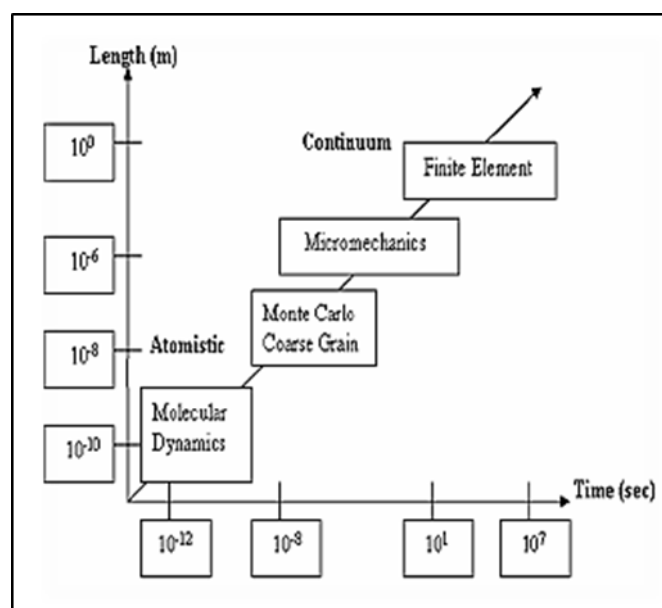 Length (m)
10⁰
Continuum
Finite Element
10⁻⁶
Micromechanics
10⁻⁸
Atomistic
Monte Carlo
Coarse Grain
10⁻¹⁰
Molecular
Dynamics
Time (sec)
10⁻¹²
10⁻⁸
10¹
10⁷